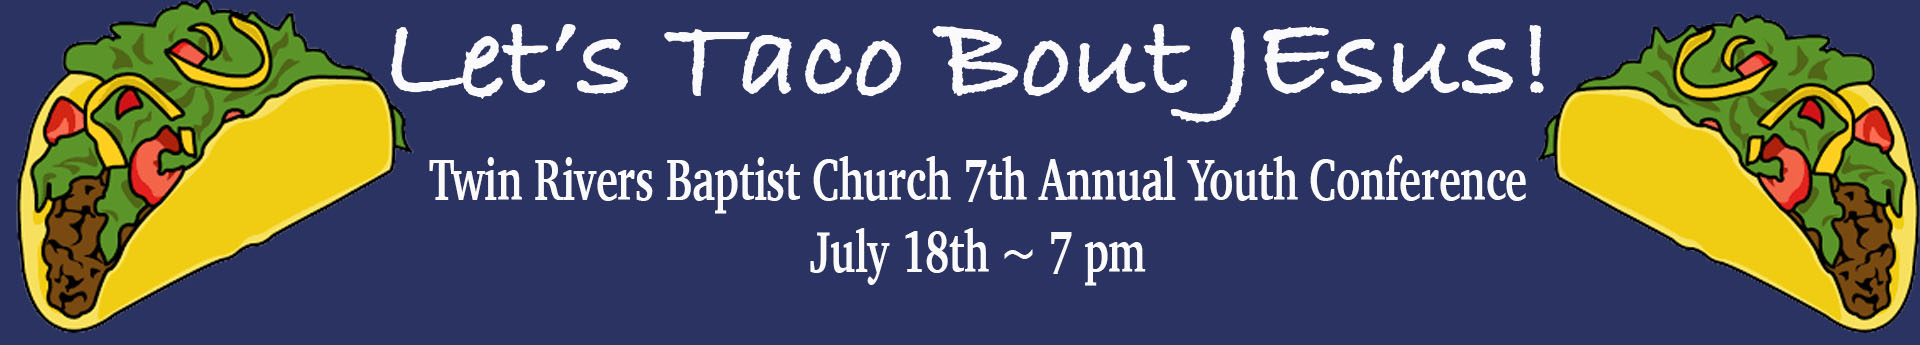 Let's Taco Bout JEsus!
Twin Rivers Baptist Church 7th Annual Youth Conference
July 18th ~ 7 pm